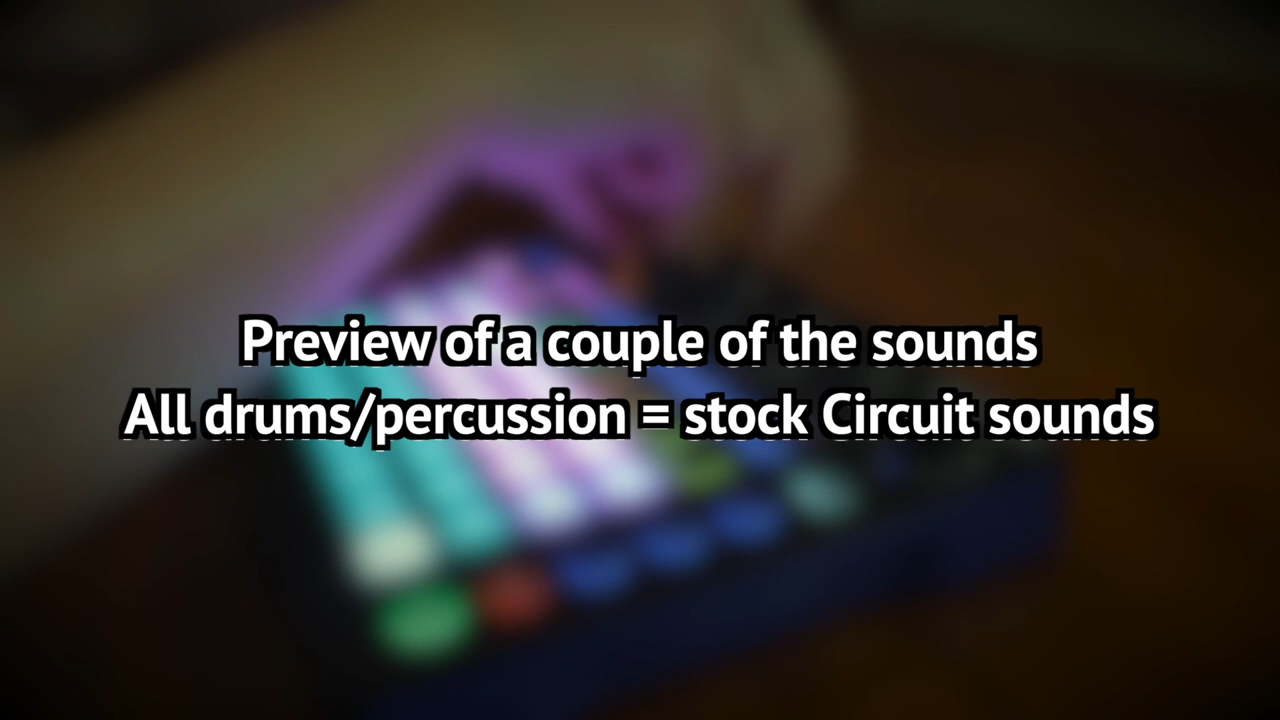 Preview of a couple of the sounds
All drums/percussion = stock Circuit sounds